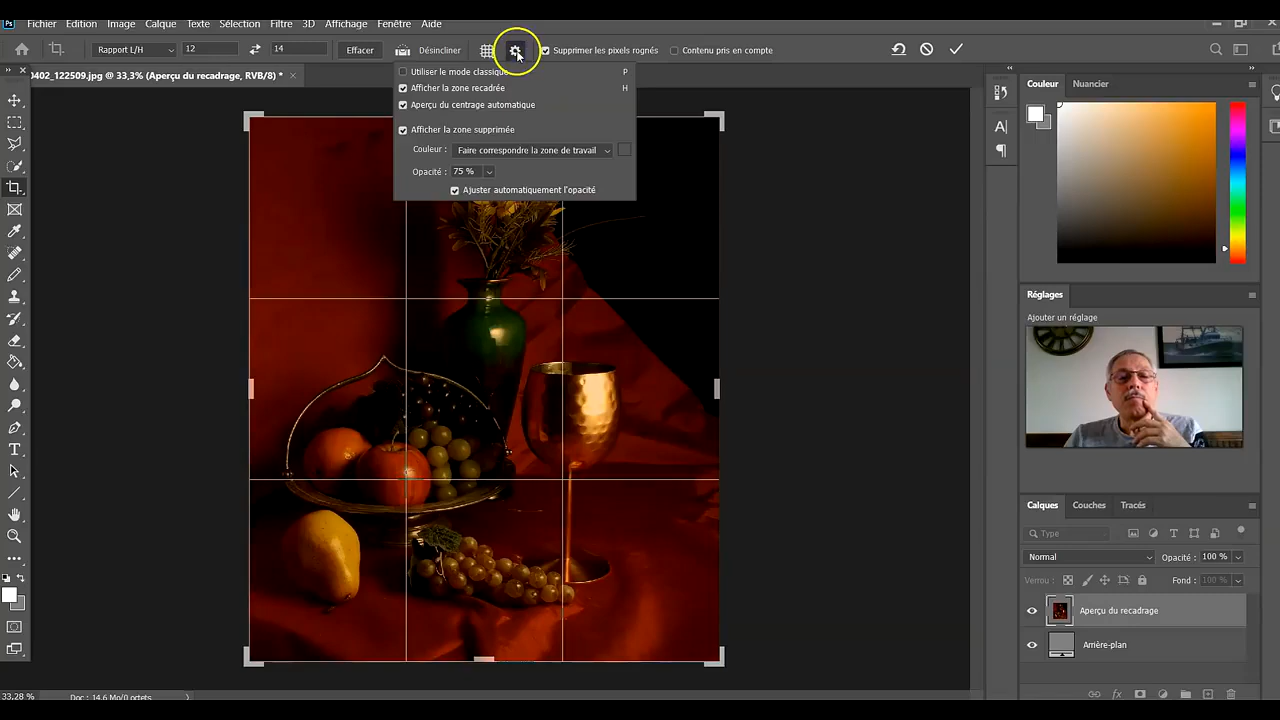 Ps Fichier Edition Image Calque Texte Sélection Filtre 3D Affichage Fenêtre Aide
Rapport L/H 12 14 Effacer Désincliner Supprimer les pixels rognés Contenu pris en compte
0402_122509.jpg @ 33,3% (Aperçu du recadrage, RVB/8) * ×
Utiliser le mode classique P
Afficher la zone recadrée H
Aperçu du centrage automatique
Afficher la zone supprimée
Couleur : Faire correspondre la zone de travail
Opacité : 75 %
Ajuster automatiquement l'opacité
Couleur Nuancier
Réglages
Ajouter un réglage
Calques Couches Tracés
Type
Normal Opacité : 100 %
Verrou : Fond : 100 %
Aperçu du recadrage
Arrière-plan
33,28 % Doc : 14,6 Mo/0 octets